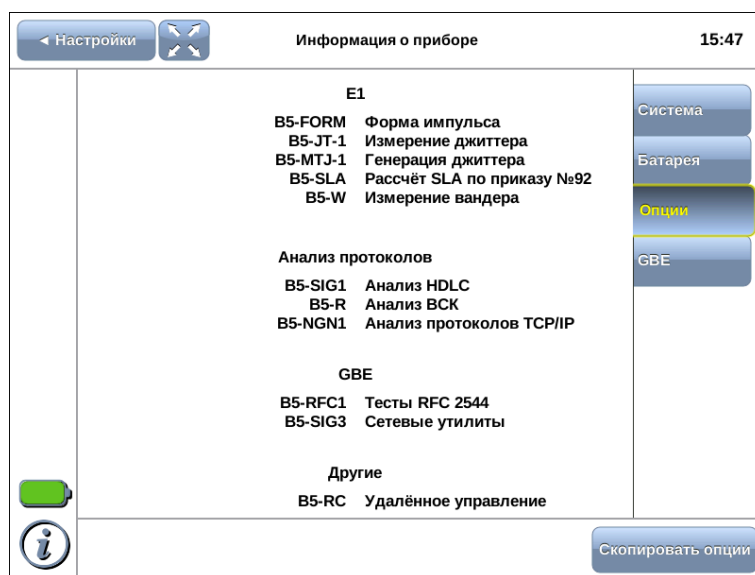 ◄ Настройки
Информация о приборе
15:47
E1
B5-FORM Форма импульса
B5-JT-1 Измерение джиттера
B5-MTJ-1 Генерация джиттера
B5-SLA Рассчёт SLA по приказу №92
B5-W Измерение вандера
Анализ протоколов
B5-SIG1 Анализ HDLC
B5-R Анализ ВСК
B5-NGN1 Анализ протоколов TCP/IP
GBE
B5-RFC1 Тесты RFC 2544
B5-SIG3 Сетевые утилиты
Другие
B5-RC Удалённое управление
Система
Батарея
Опции
GBE
i
Скопировать опции